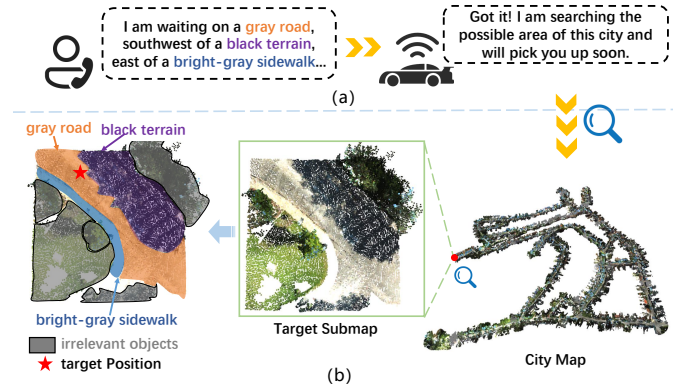 I am waiting on a gray road,
southwest of a black terrain,
east of a bright-gray sidewalk...
Got it! I am searching the
possible area of this city and
will pick you up soon.
(a)
gray road
black terrain
bright-gray sidewalk
irrelevant objects
target Position
Target Submap
City Map
(b)